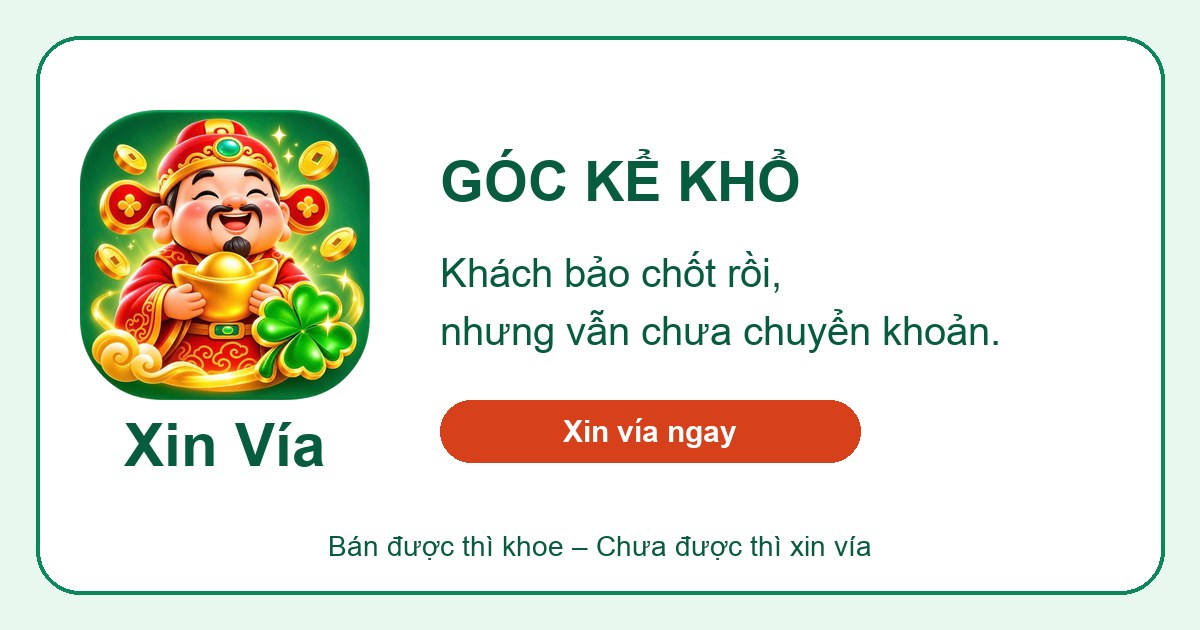 GÓC KỂ KHỔ
Khách bảo chốt rồi,
nhưng vẫn chưa chuyển khoản.
Xin vía ngay
Xin Vía
Bán được thì khoe – Chưa được thì xin vía